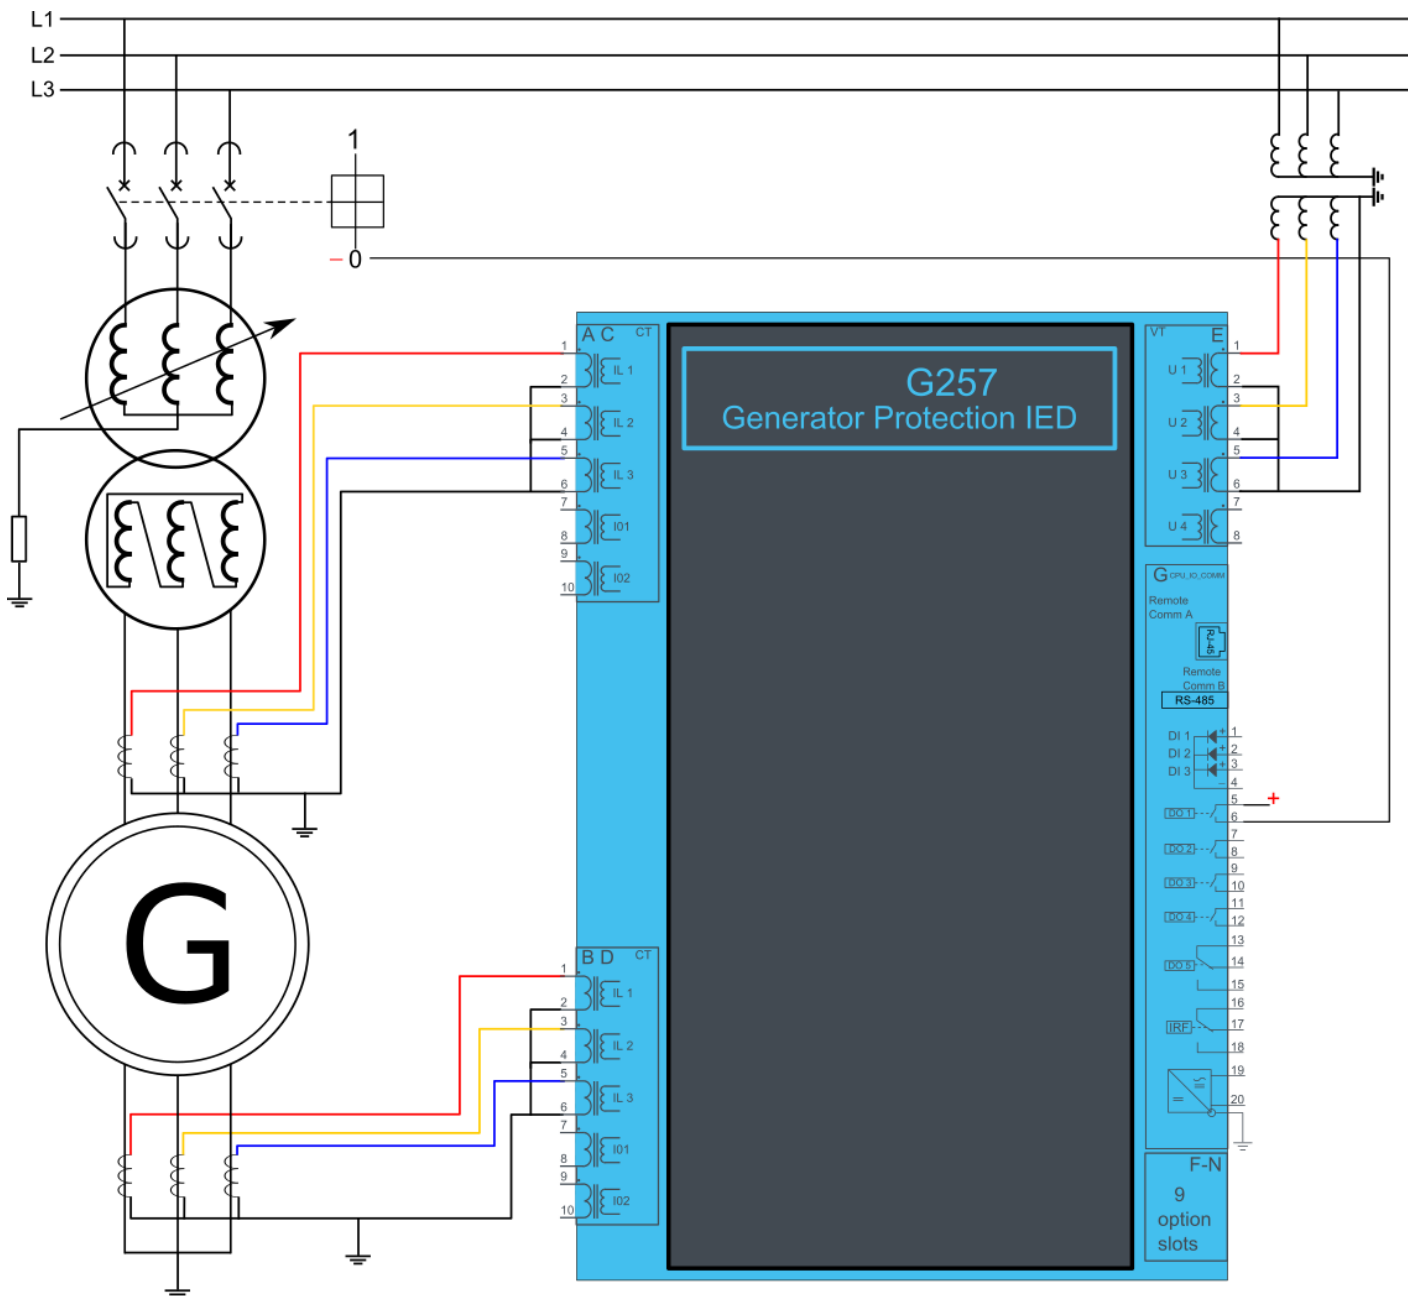 L1
L2
L3
1
– 0
A C CT
1
IL 1
2
3
IL 2
4
5
IL 3
6
7
I01
8
9
I02
10
G257
Generator Protection IED
VT E
1
U 1
2
3
U 2
4
5
U 3
6
7
U 4
8
G CPU_IO_COMM
Remote
Comm A
RJ-45
Remote
Comm B
RS-485
DI 1 + 1
DI 2 + 2
DI 3 + 3
– 4
5 +
DO 1 6
7
DO 2 8
9
DO 3 10
11
DO 4 12
13
DO 5 14
15
16
IRF 17
18
19
20
G
B D CT
1
IL 1
2
3
IL 2
4
5
IL 3
6
7
I01
8
9
I02
10
F-N
9
option
slots